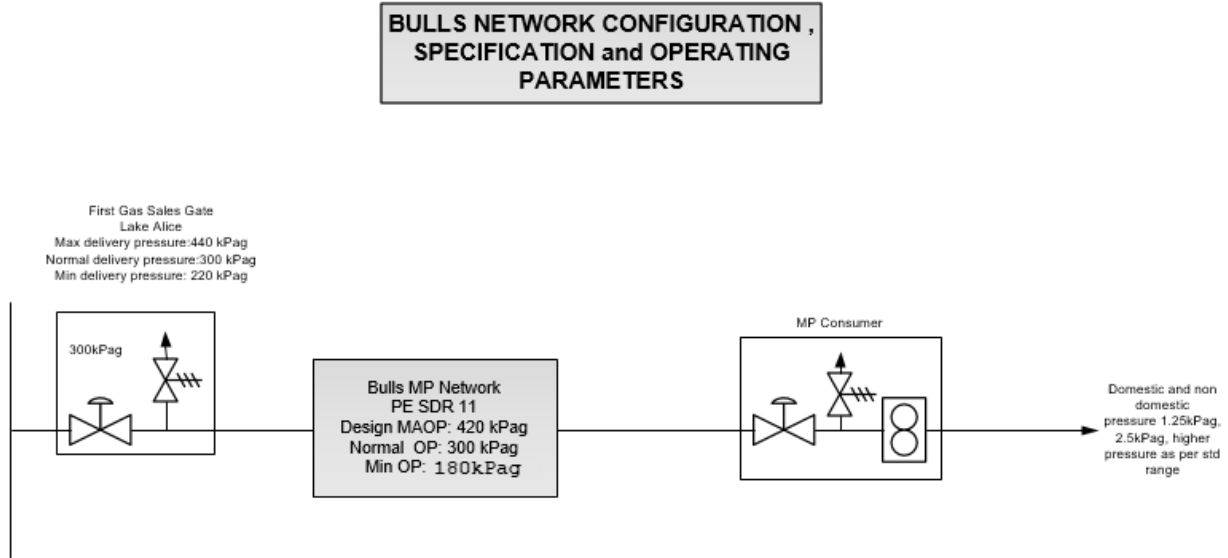 BULLS NETWORK CONFIGURATION ,
SPECIFICATION and OPERATING
PARAMETERS
First Gas Sales Gate
Lake Alice
Max delivery pressure:440 kPag
Normal delivery pressure:300 kPag
Min delivery pressure: 220 kPag
300kPag
Bulls MP Network
PE SDR 11
Design MAOP: 420 kPag
Normal OP: 300 kPag
Min OP: 180kPag
MP Consumer
Domestic and non
domestic
pressure 1.25kPag,
2.5kPag, higher
pressure as per std
range